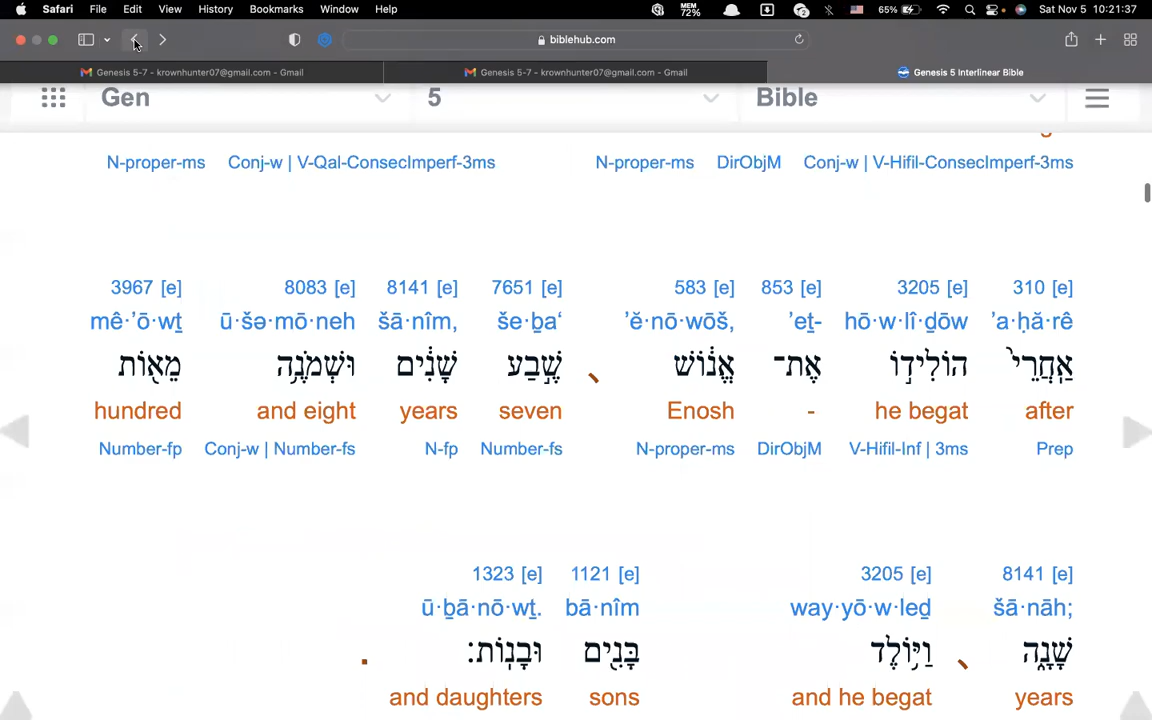 Safari File Edit View History Bookmarks Window Help MEM 72% 2 65% Sat Nov 5 10:21:37
biblehub.com
Genesis 5-7 - krownhunter07@gmail.com - Gmail Genesis 5-7 - krownhunter07@gmail.com - Gmail Genesis 5 Interlinear Bible
Gen 5 Bible
N-proper-ms Conj-w | V-Qal-ConsecImperf-3ms N-proper-ms DirObjM Conj-w | V-Hifil-ConsecImperf-3ms
3967 [e] 8083 [e] 8141 [e] 7651 [e] 583 [e] 853 [e] 3205 [e] 310 [e]
mê·’ō·wṯ ū·šə·mō·neh šā·nîm, še·ḇa‘ ’ĕ·nō·wōš, ’eṯ- hō·w·lî·ḏōw ’a·ḥă·rê
אַֽחֲרֵי֙ הוֹלִיד֣וֹ אֶת־ אֱנ֔וֹשׁ שֶׁ֣בַע שָׁנִ֔ים וּשְׁמֹנֶ֥ה מֵא֖וֹת
hundred and eight years seven Enosh - he begat after
Number-fp Conj-w | Number-fs N-fp Number-fs N-proper-ms DirObjM V-Hifil-Inf | 3ms Prep
1323 [e] 1121 [e] 3205 [e] 8141 [e]
ū·ḇā·nō·wṯ. bā·nîm way·yō·w·leḏ šā·nāh;
שָׁנָ֑ה וַיּ֥וֹלֶד בָּנִ֖ים וּבָנֽוֹת׃
and daughters sons and he begat years